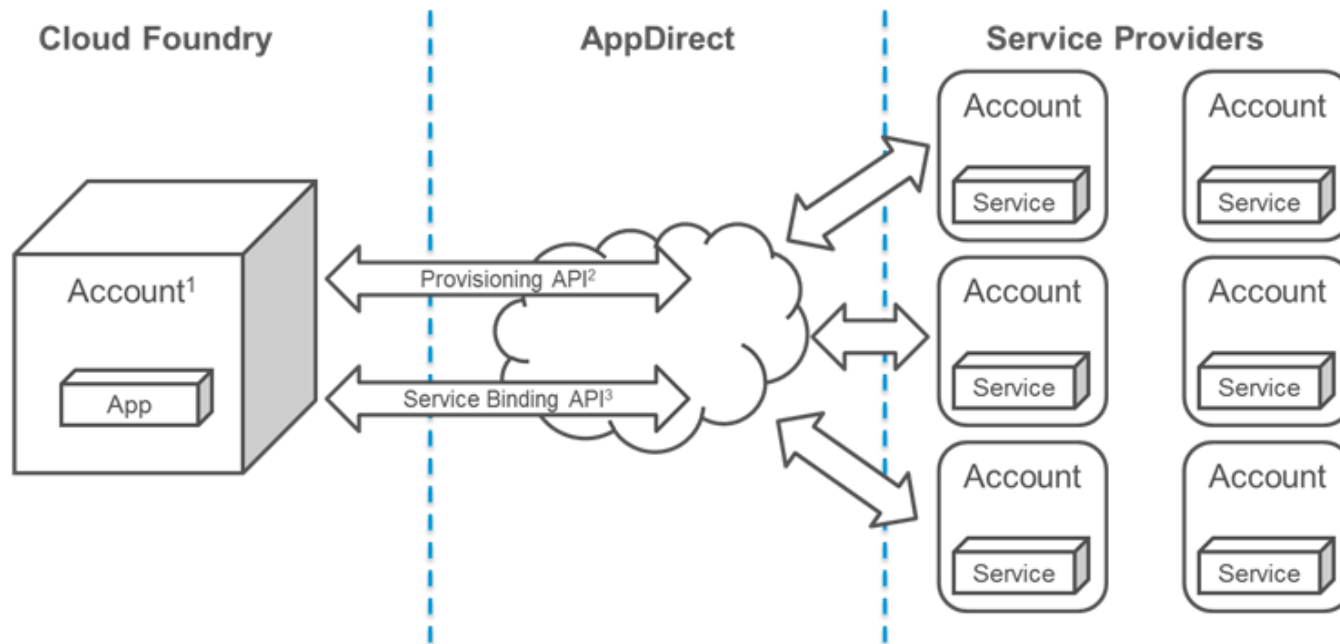 Cloud Foundry
AppDirect
Service Providers
Account¹
App
Provisioning API²
Service Binding API³
Account
Service
Account
Service
Account
Service
Account
Service
Account
Service
Account
Service